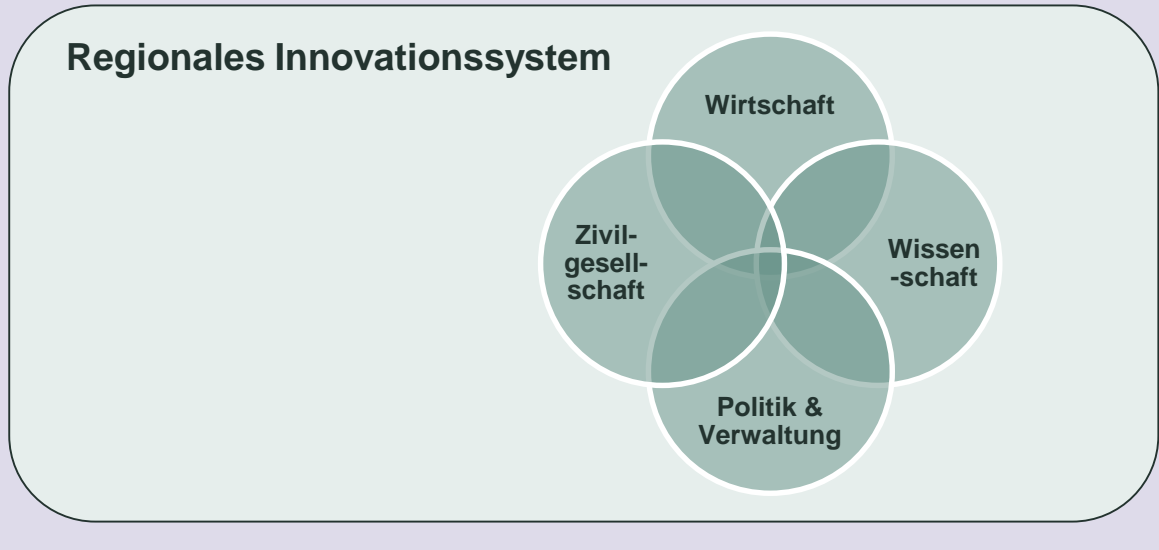 Regionales Innovationssystem
Wirtschaft
Zivil-
gesell-
schaft
Wissen
-schaft
Politik &
Verwaltung